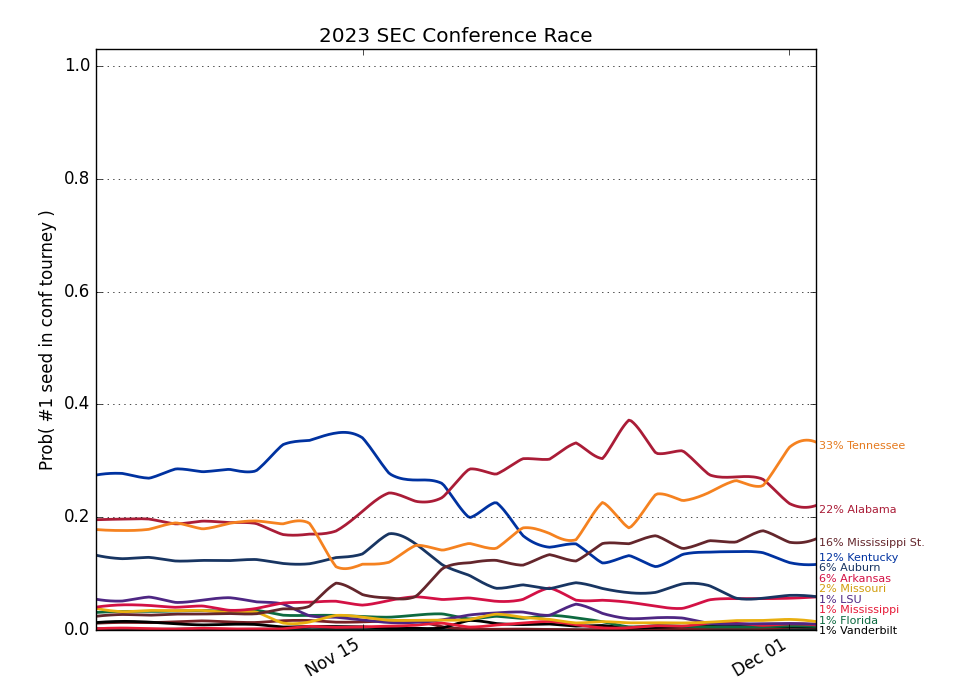 2023 SEC Conference Race
Prob( #1 seed in conf tourney )
1.0
0.8
0.6
0.4
0.2
0.0
Nov 15
Dec 01
33% Tennessee
22% Alabama
16% Mississippi St.
12% Kentucky
6% Auburn
6% Arkansas
2% Missouri
1% LSU
1% Mississippi
1% Florida
1% Vanderbilt